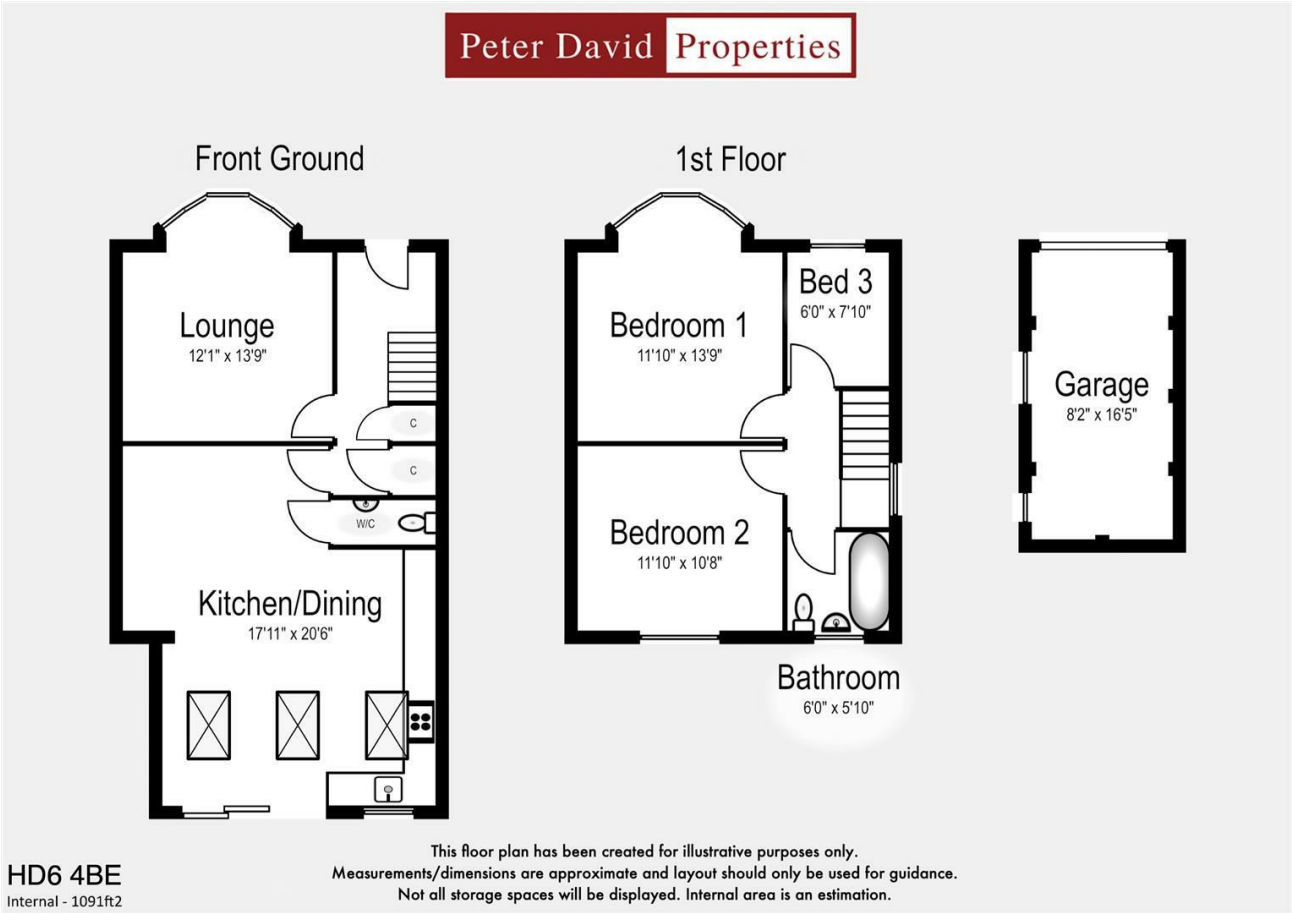 Peter David Properties
Front Ground
1st Floor
Lounge
12'1" x 13'9"
C
C
W/C
Kitchen/Dining
17'11" x 20'6"
Bedroom 1
11'10" x 13'9"
Bed 3
6'0" x 7'10"
Bedroom 2
11'10" x 10'8"
Bathroom
6'0" x 5'10"
Garage
8'2" x 16'5"
HD6 4BE
Internal - 1091ft2
This floor plan has been created for illustrative purposes only.
Measurements/dimensions are approximate and layout should only be used for guidance.
Not all storage spaces will be displayed. Internal area is an estimation.